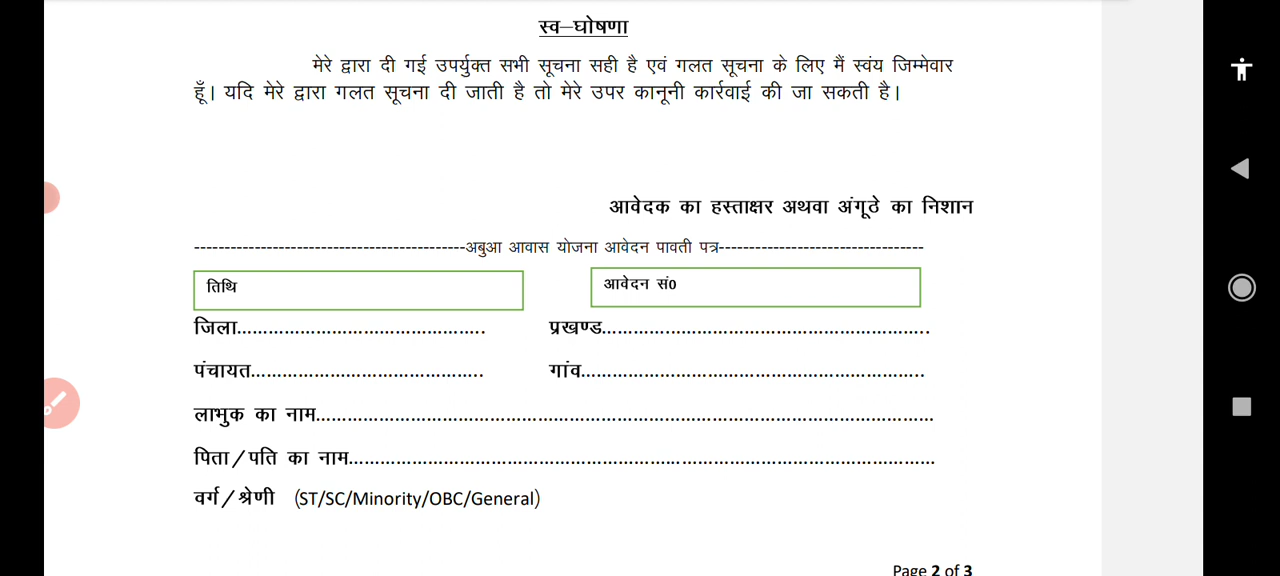 स्व–घोषणा
मेरे द्वारा दी गई उपर्युक्त सभी सूचना सही है एवं गलत सूचना के लिए मैं स्वंय जिम्मेवार
हूँ। यदि मेरे द्वारा गलत सूचना दी जाती है तो मेरे उपर कानूनी कार्रवाई की जा सकती है।
आवेदक का हस्ताक्षर अथवा अंगूठे का निशान
---------------------------------------------अबुआ आवास योजना आवेदन पावती पत्र----------------------------------
तिथि आवेदन सं0
जिला.......................................... प्रखण्ड.......................................................
पंचायत........................................ गांव.........................................................
लाभुक का नाम........................................................................................................
पिता/पति का नाम...................................................................................................
वर्ग/श्रेणी (ST/SC/Minority/OBC/General)
Page 2 of 3